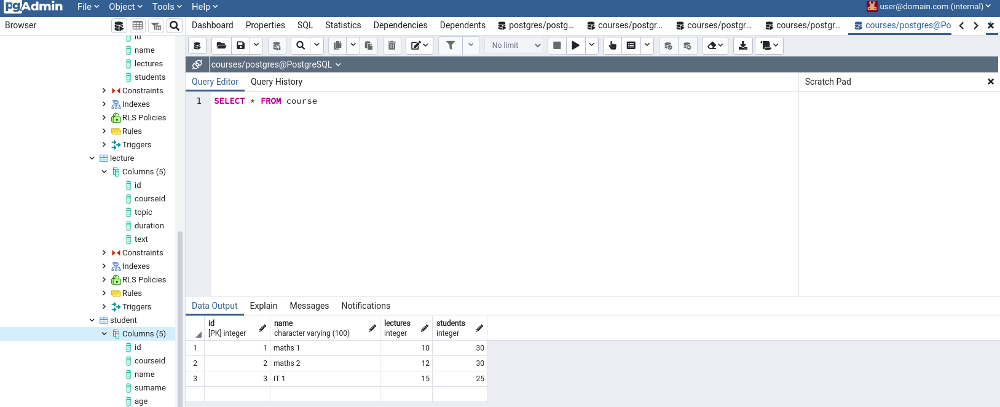 pgAdmin File Object Tools Help user@domain.com (internal)
Browser
Dashboard Properties SQL Statistics Dependencies Dependents postgres/postg... courses/postgr... courses/postgr... courses/postgr... courses/postgres@Po
id
name
lectures
students
Constraints
Indexes
RLS Policies
Rules
Triggers
lecture
Columns (5)
id
courseid
topic
duration
text
Constraints
Indexes
RLS Policies
Rules
Triggers
student
Columns (5)
id
courseid
name
surname
age
No limit
courses/postgres@PostgreSQL
Query Editor Query History
Scratch Pad
1 SELECT * FROM course
Data Output Explain Messages Notifications
id name lectures students
[PK] integer character varying (100) integer integer
1 1 maths 1 10 30
2 2 maths 2 12 30
3 3 IT 1 15 25